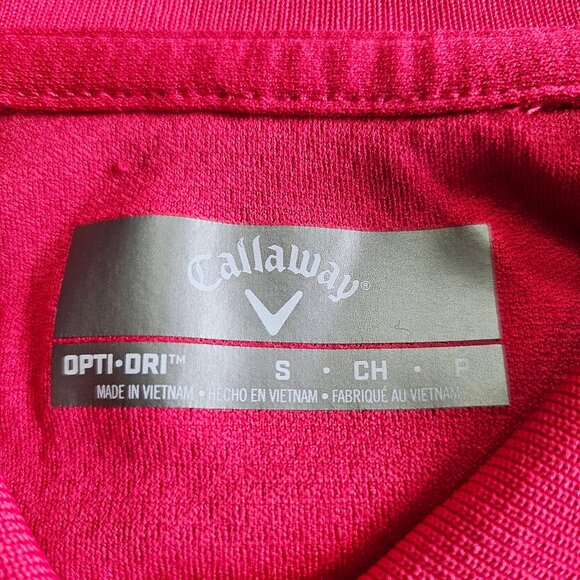 Callaway®
OPTI•DRI™ S • CH • P
MADE IN VIETNAM • HECHO EN VIETNAM • FABRIQUÉ AU VIETNAM